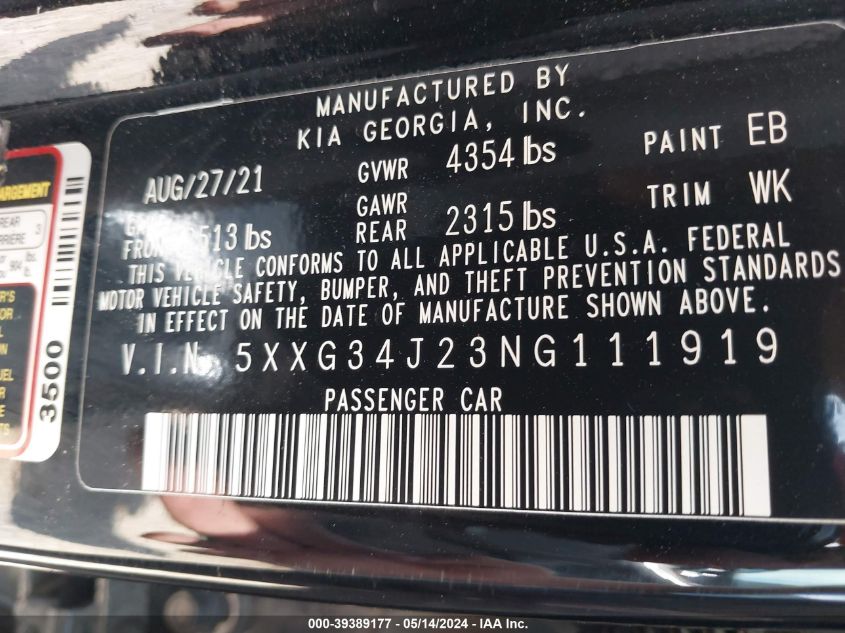 MANUFACTURED BY
KIA GEORGIA, INC.
AUG/27/21 GVWR 4354 lbs PAINT EB
513 lbs GAWR REAR 2315 lbs TRIM WK
THIS VEHICLE CONFORMS TO ALL APPLICABLE U.S.A. FEDERAL
MOTOR VEHICLE SAFETY, BUMPER, AND THEFT PREVENTION STANDARDS
IN EFFECT ON THE DATE OF MANUFACTURE SHOWN ABOVE.
V.I.N. 5XXG34J23NG111919
PASSENGER CAR
REAR
3
3500
000-39389177 - 05/14/2024 - IAA Inc.